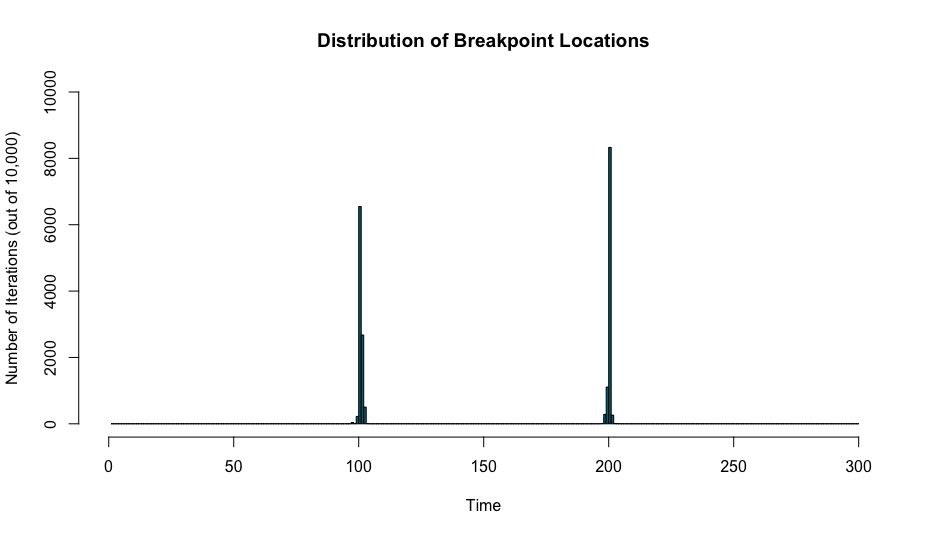 Distribution of Breakpoint Locations
Number of Iterations (out of 10,000)
10000
8000
6000
4000
2000
0
0 50 100 150 200 250 300
Time